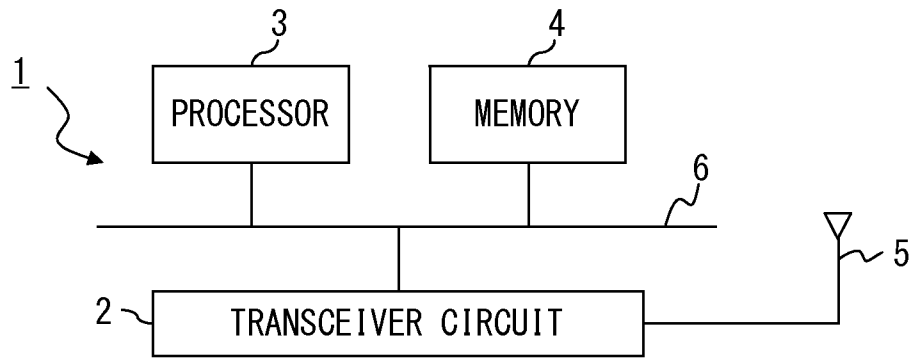 3
4
1
PROCESSOR
MEMORY
6
5
2
TRANSCEIVER CIRCUIT